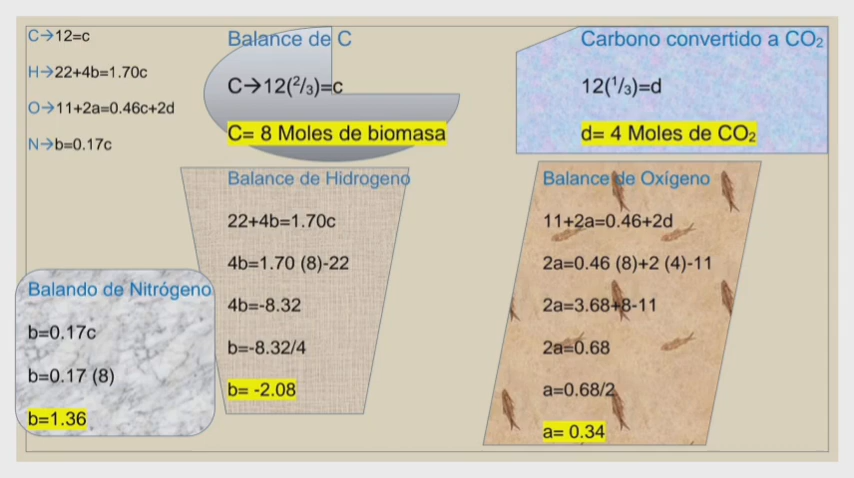 C→12=c
H→22+4b=1.70c
O→11+2a=0.46c+2d
N→b=0.17c
Balance de C
C→12(²/₃)=c
C= 8 Moles de biomasa
Carbono convertido a CO₂
12(¹/₃)=d
d= 4 Moles de CO₂
Balando de Nitrógeno
b=0.17c
b=0.17 (8)
b=1.36
Balance de Hidrogeno
22+4b=1.70c
4b=1.70 (8)-22
4b=-8.32
b=-8.32/4
b= -2.08
Balance de Oxígeno
11+2a=0.46+2d
2a=0.46 (8)+2 (4)-11
2a=3.68+8-11
2a=0.68
a=0.68/2
a= 0.34